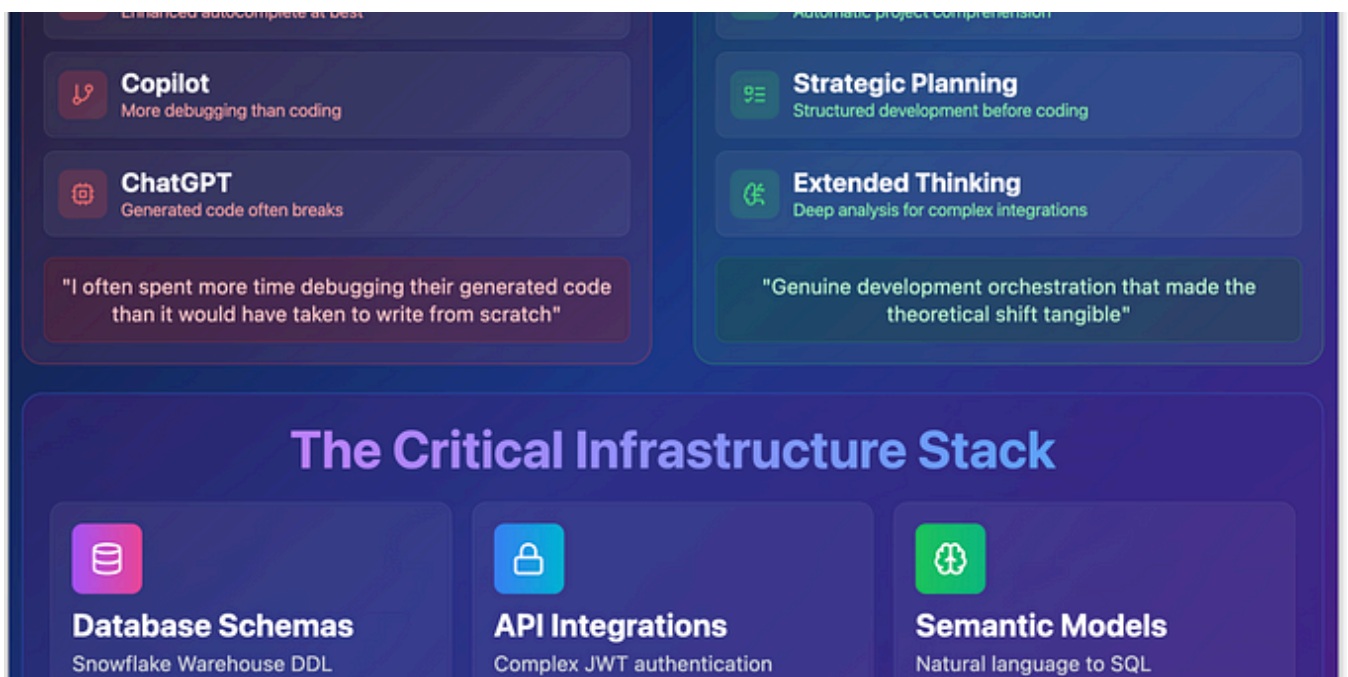 Enhanced autocomplete at best
Copilot
More debugging than coding
ChatGPT
Generated code often breaks
"I often spent more time debugging their generated code
than it would have taken to write from scratch"
Automatic project comprehension
Strategic Planning
Structured development before coding
Extended Thinking
Deep analysis for complex integrations
"Genuine development orchestration that made the
theoretical shift tangible"
The Critical Infrastructure Stack
Database Schemas
Snowflake Warehouse DDL
API Integrations
Complex JWT authentication
Semantic Models
Natural language to SQL